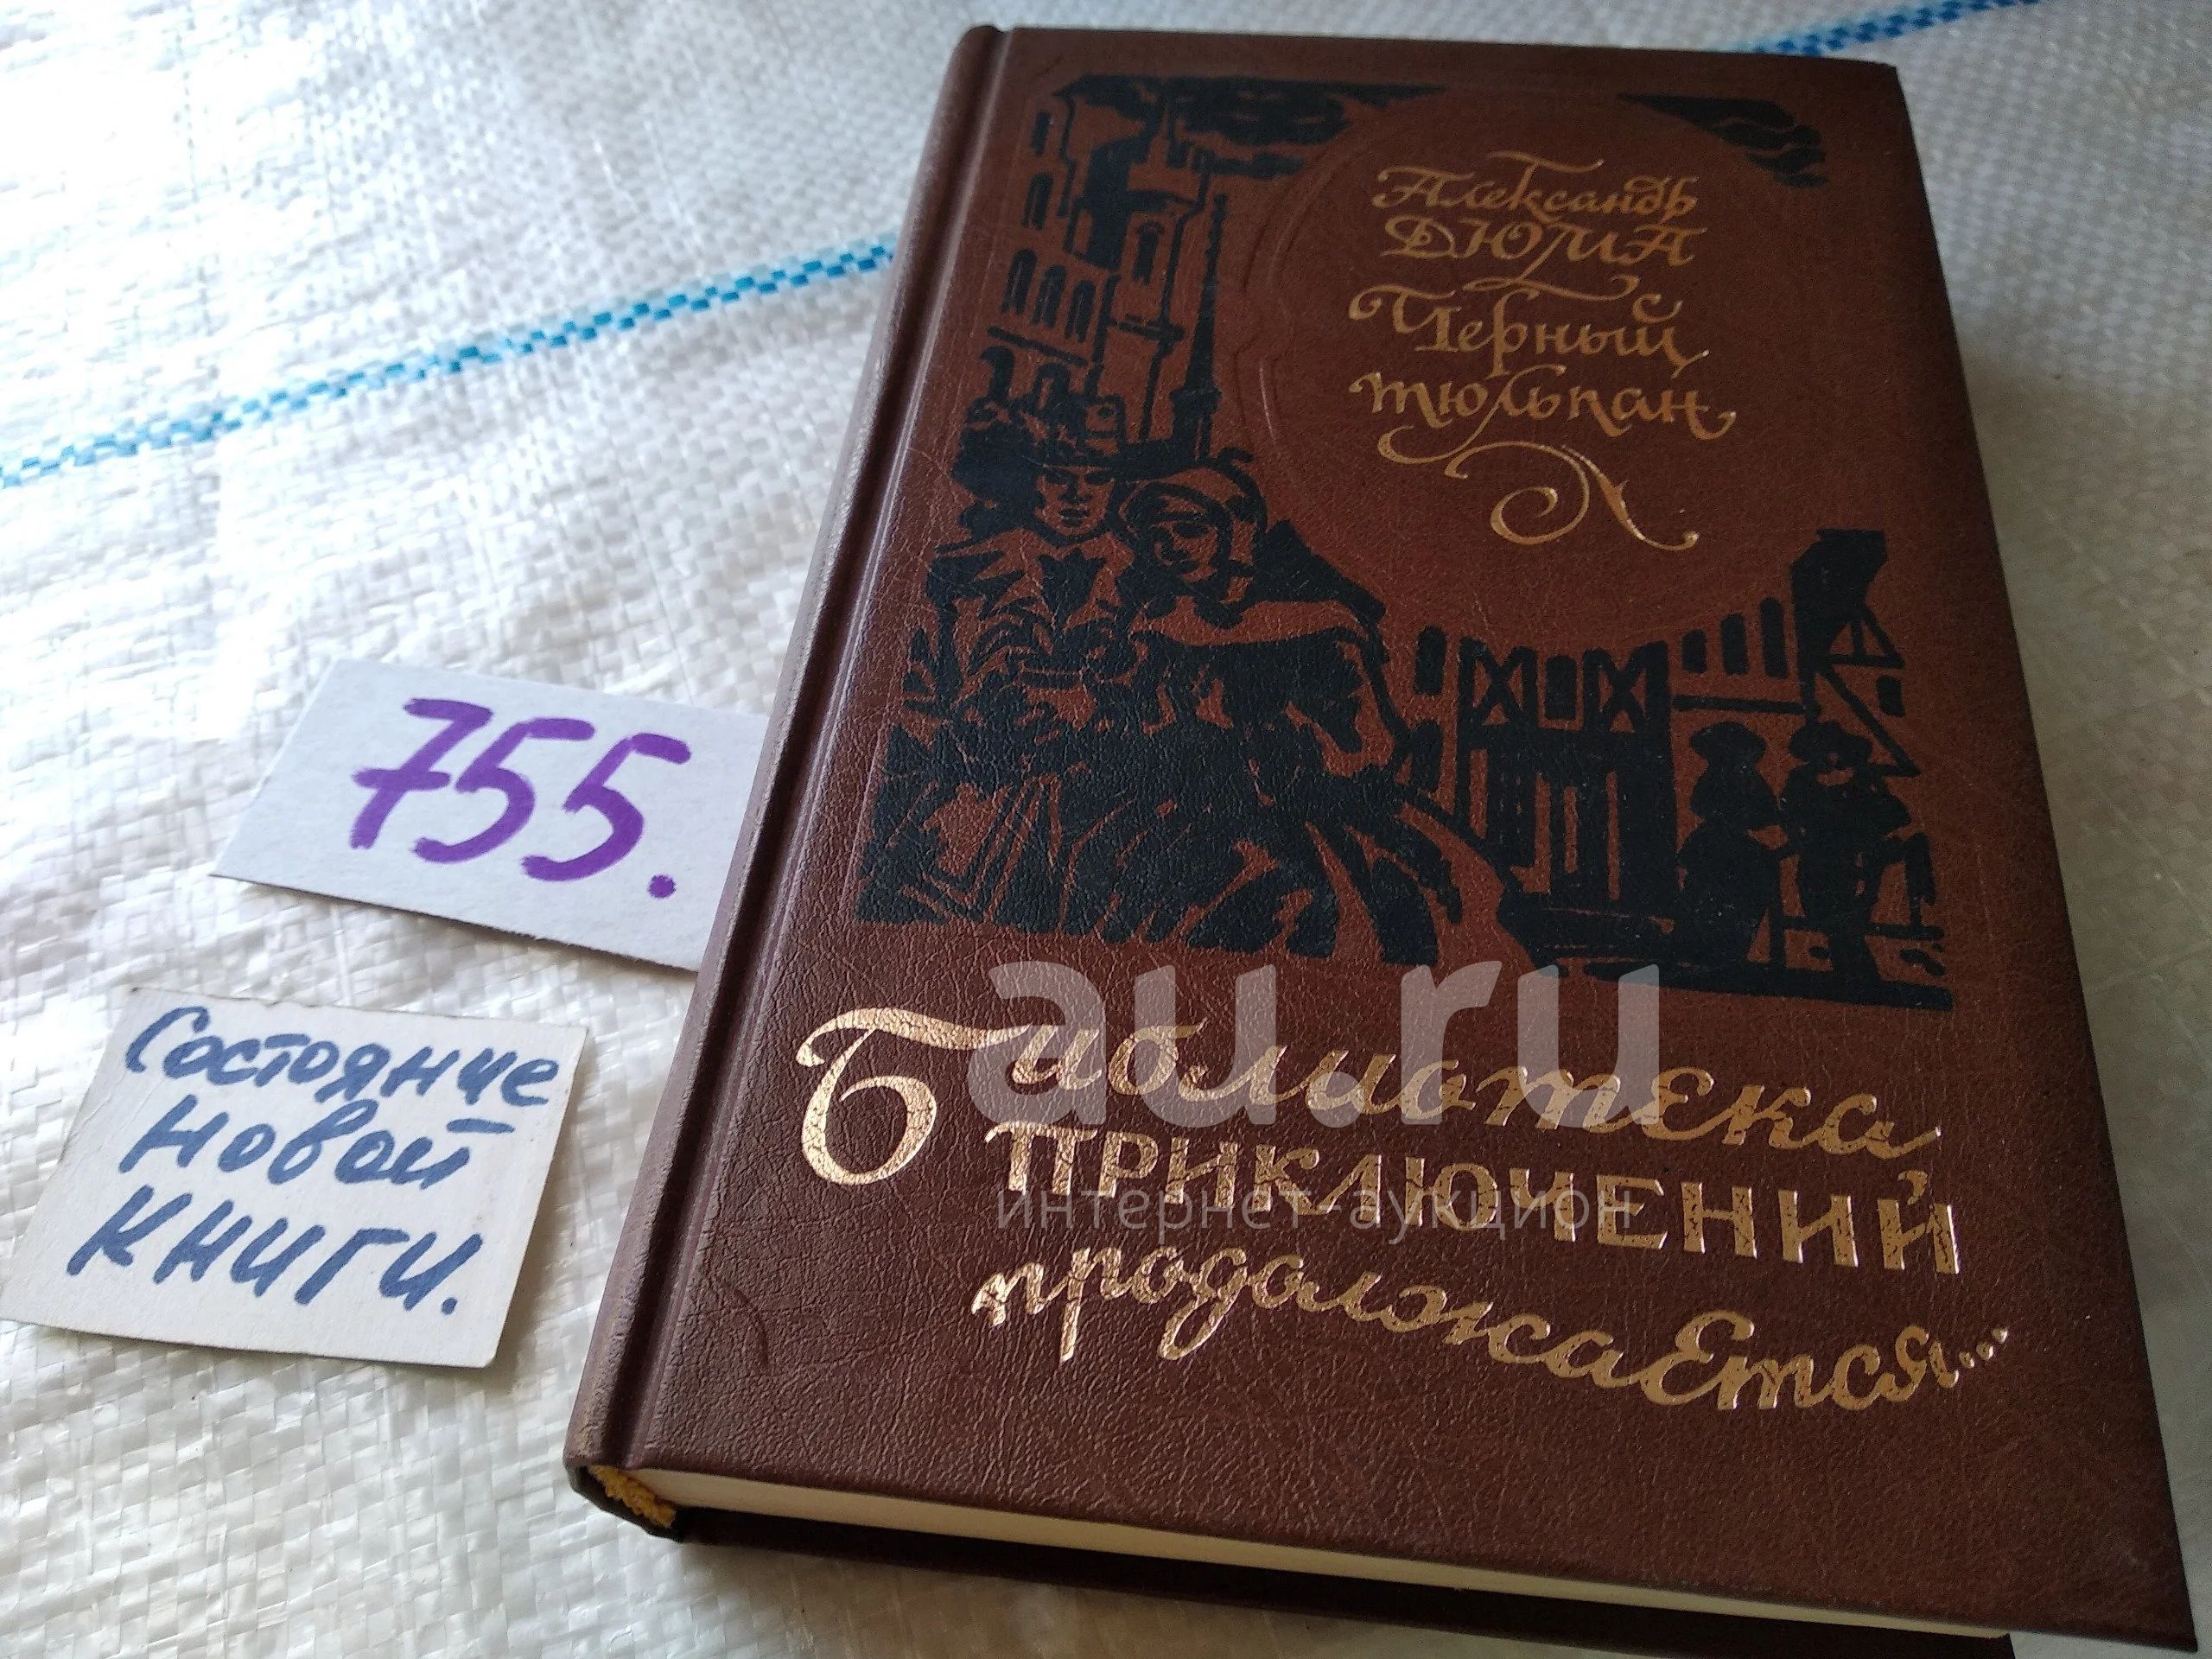 Александр
ДЮМА
Черный
тюльпан
755.
Состояние
новой
книги.
au.ru
интернет-аукцион
Библиотека
ПРИКЛЮЧЕНИЙ
продолжается...